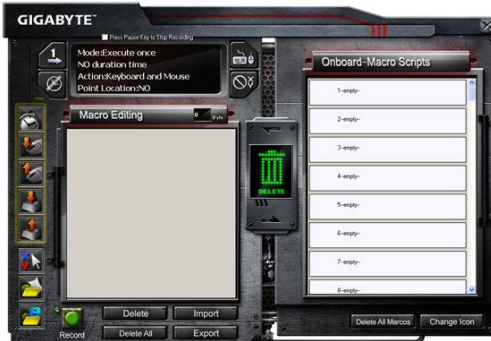 GIGABYTE™
Press Pause Key to Stop Recording
1
Mode:Execute once
NO duration time
Action:Keyboard and Mouse
Point Location:NO
Onboard-Macro Scripts
Macro Editing
0 Byte
1-empty-
2-empty-
3-empty-
4-empty-
5-empty-
6-empty-
7-empty-
8-empty-
DELETE
Delete
Import
Record
Delete All
Export
Delete All Marcos
Change Icon